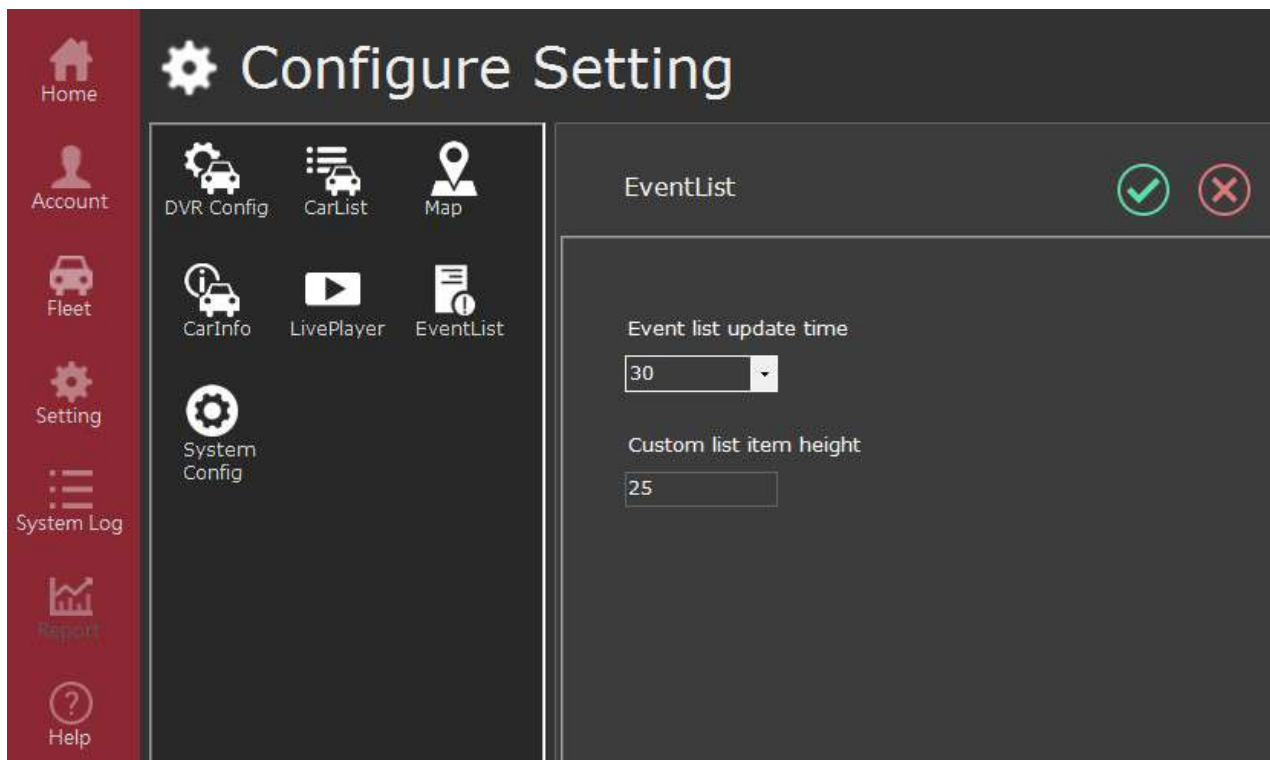 Configure Setting
Home
Account
Fleet
Setting
System Log
Report
Help
DVR Config
CarList
Map
CarInfo
LivePlayer
EventList
System
Config
EventList
Event list update time
30
Custom list item height
25